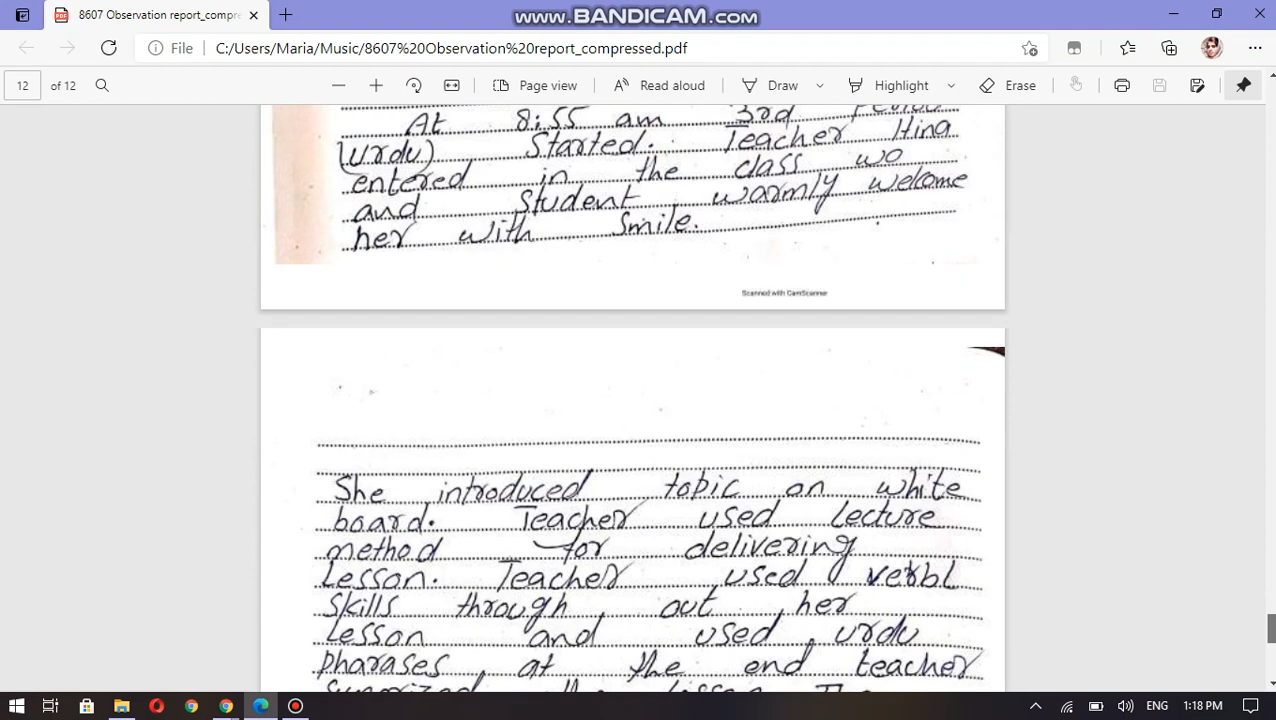 www.BANDICAM.com
8607 Observation report_compre
File C:/Users/Maria/Music/8607%20Observation%20report_compressed.pdf
12 of 12 Page view Read aloud Draw Highlight Erase
At 8:55 am 3rd
(Urdu) Started. Teacher Hina
entered in the class wo
and student warmly welcome
her with Smile.
Scanned with CamScanner
She introduced topic on white
board. Teacher used Lecture
method for delivering
Lesson. Teacher used verbl
skills through out her
Lesson and used urdu
pharases at the end teacher
ENG 1:18 PM